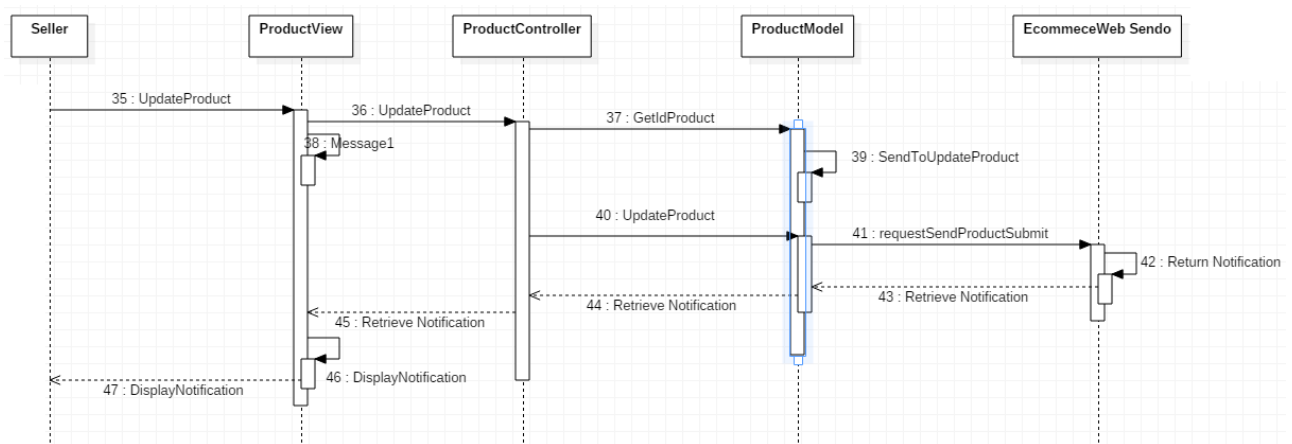 Seller
ProductView
ProductController
ProductModel
EcommeceWeb Sendo
35 : UpdateProduct
36 : UpdateProduct
37 : GetIdProduct
38 : Message1
39 : SendToUpdateProduct
40 : UpdateProduct
41 : requestSendProductSubmit
42 : Return Notification
43 : Retrieve Notification
44 : Retrieve Notification
45 : Retrieve Notification
46 : DisplayNotification
47 : DisplayNotification